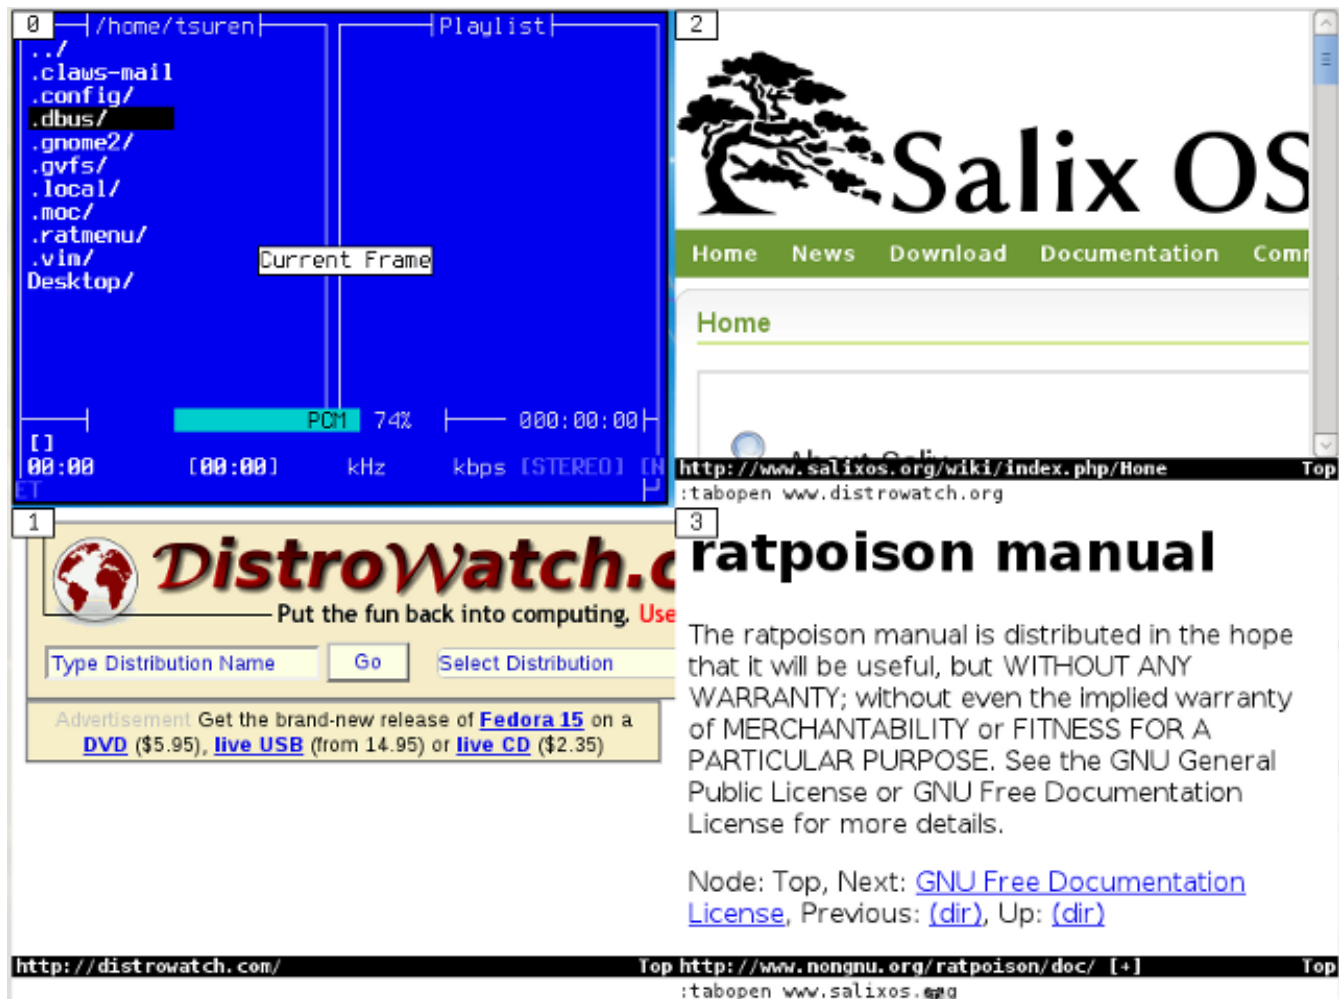 0 /home/tsuren Playlist
../
.claws-mail
.config/
.dbus/
.gnome2/
.gvfs/
.local/
.moc/
.ratmenu/
.vim/
Desktop/
Current Frame
PCM 74% 000:00:00
[]
00:00 [00:00] kHz kbps [STEREO] [N
ET
2
Salix OS
Home News Download Documentation Comm
Home
About Salix
http://www.salixos.org/wiki/index.php/Home Top
:tabopen www.distrowatch.org
1
DistroWatch.c
Put the fun back into computing. Use
Type Distribution Name Go Select Distribution
Advertisement Get the brand-new release of Fedora 15 on a
DVD ($5.95), live USB (from 14.95) or live CD ($2.35)
http://distrowatch.com/ Top
3
ratpoison manual
The ratpoison manual is distributed in the hope
that it will be useful, but WITHOUT ANY
WARRANTY; without even the implied warranty
of MERCHANTABILITY or FITNESS FOR A
PARTICULAR PURPOSE. See the GNU General
Public License or GNU Free Documentation
License for more details.
Node: Top, Next: GNU Free Documentation
License, Previous: (dir), Up: (dir)
http://www.nongnu.org/ratpoison/doc/ [+] Top
:tabopen